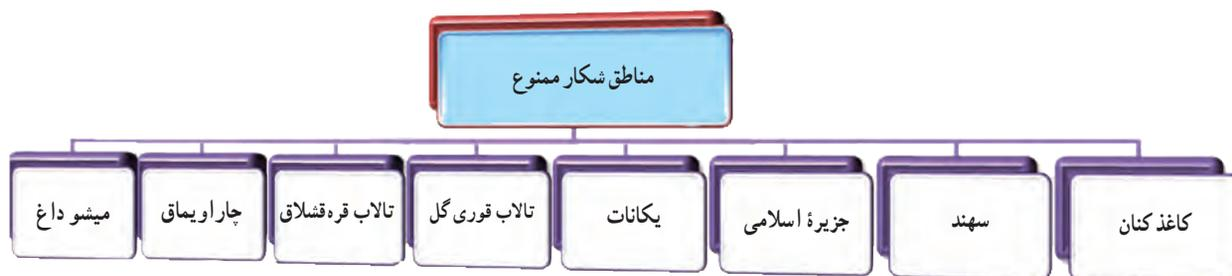 مناطق شکار ممنوع
کاغذ کنان
سهند
جزیرهٔ اسلامی
یکانات
تالاب قوری گل
تالاب قره قشلاق
چاراویماق
میشو داغ